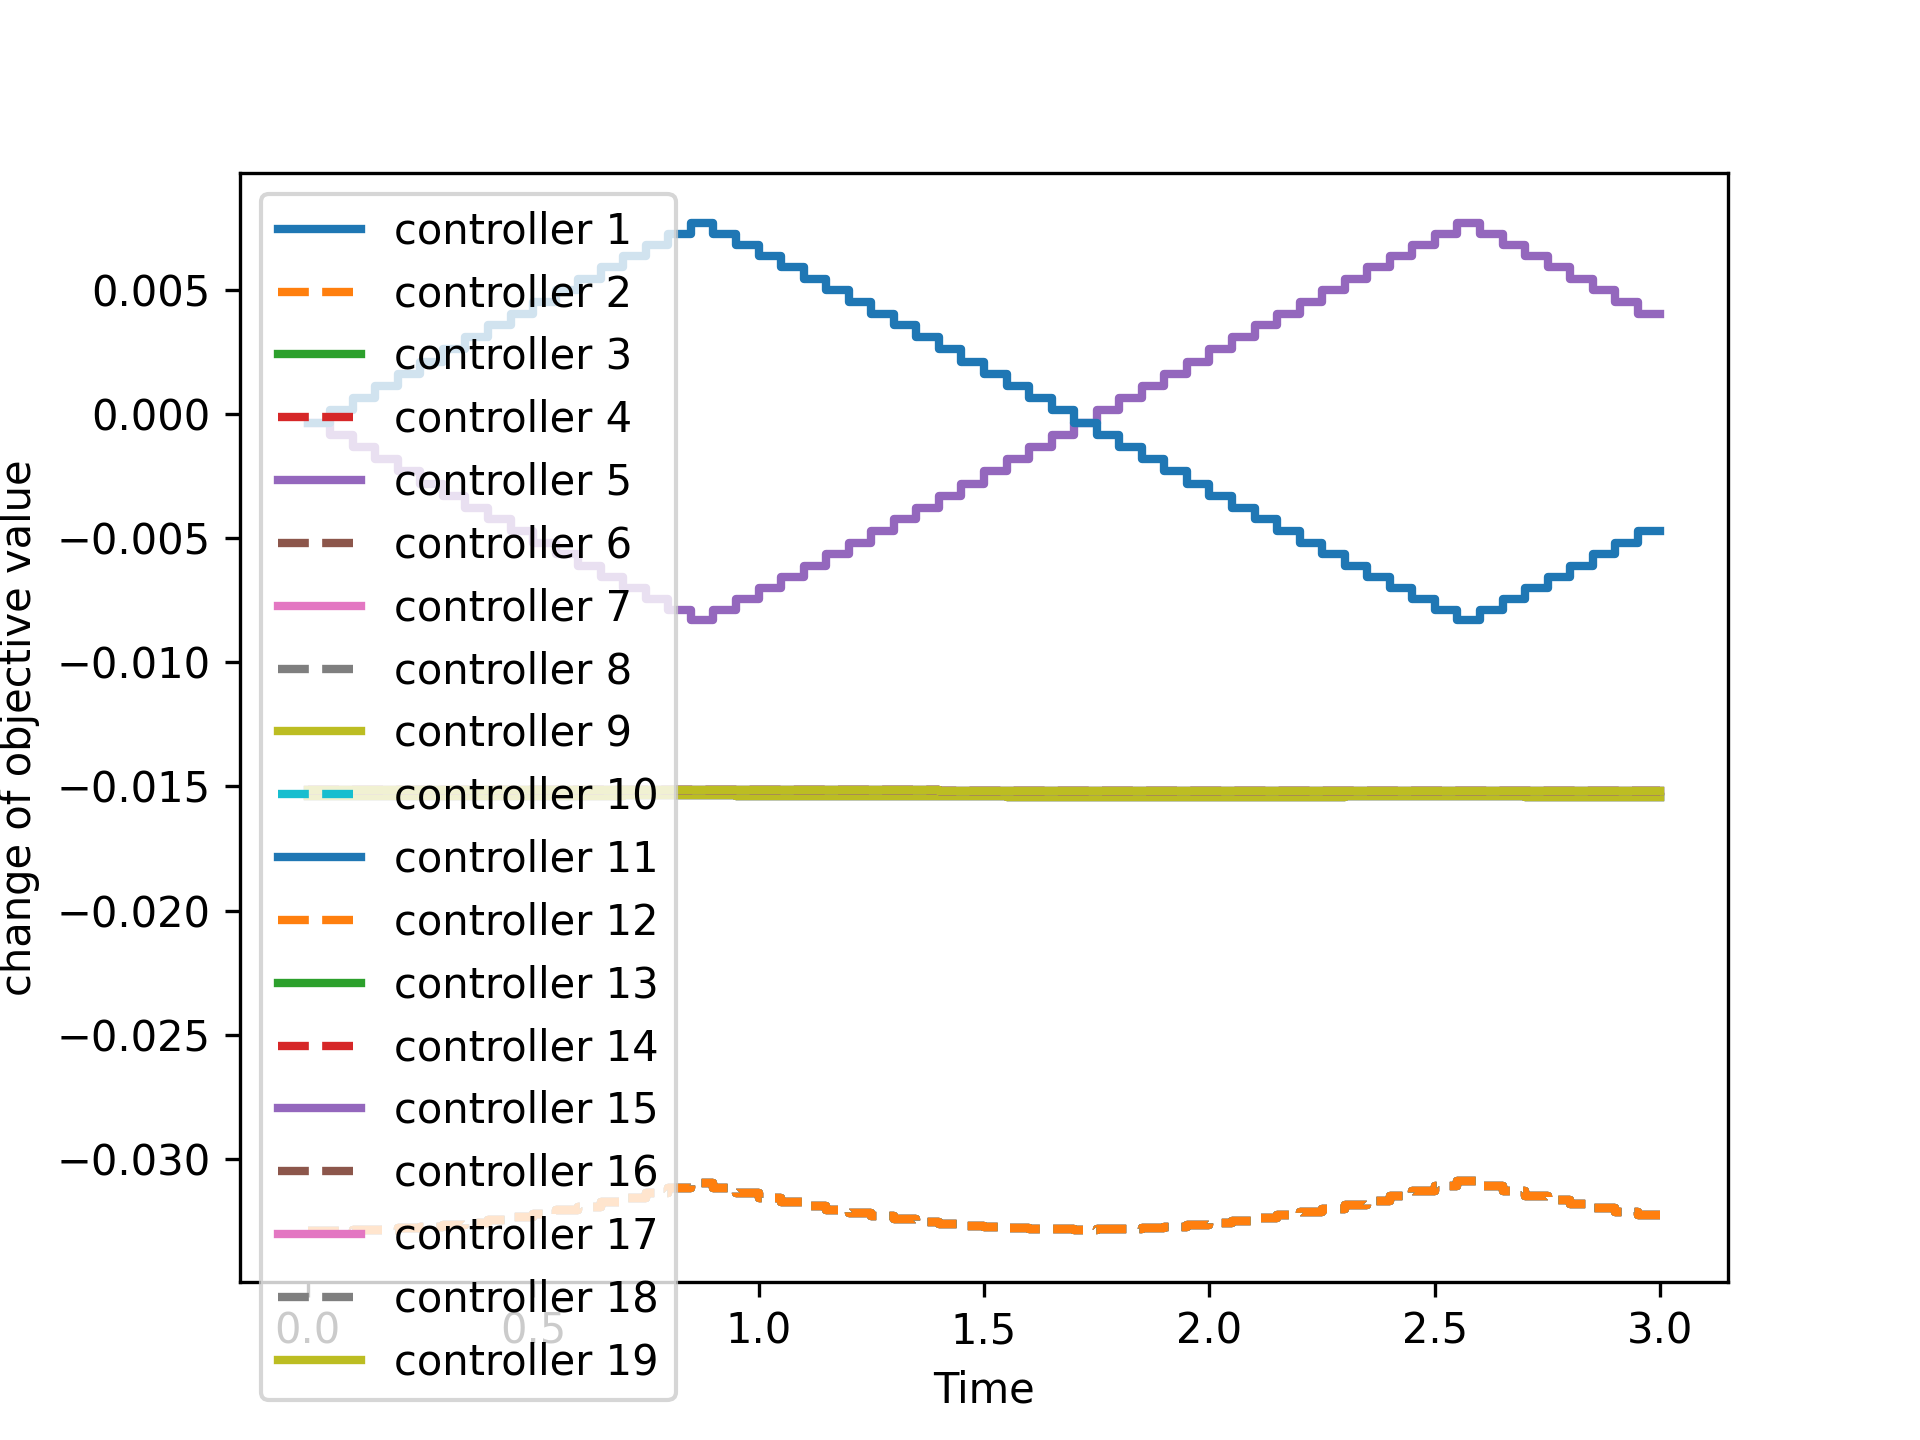 controller 1
controller 2
controller 3
controller 4
controller 5
controller 6
controller 7
controller 8
controller 9
controller 10
controller 11
controller 12
controller 13
controller 14
controller 15
controller 16
controller 17
controller 18
controller 19
0.005
0.000
−0.005
−0.010
−0.015
−0.020
−0.025
−0.030
change of objective value
0.0 0.5 1.0 1.5 2.0 2.5 3.0
Time